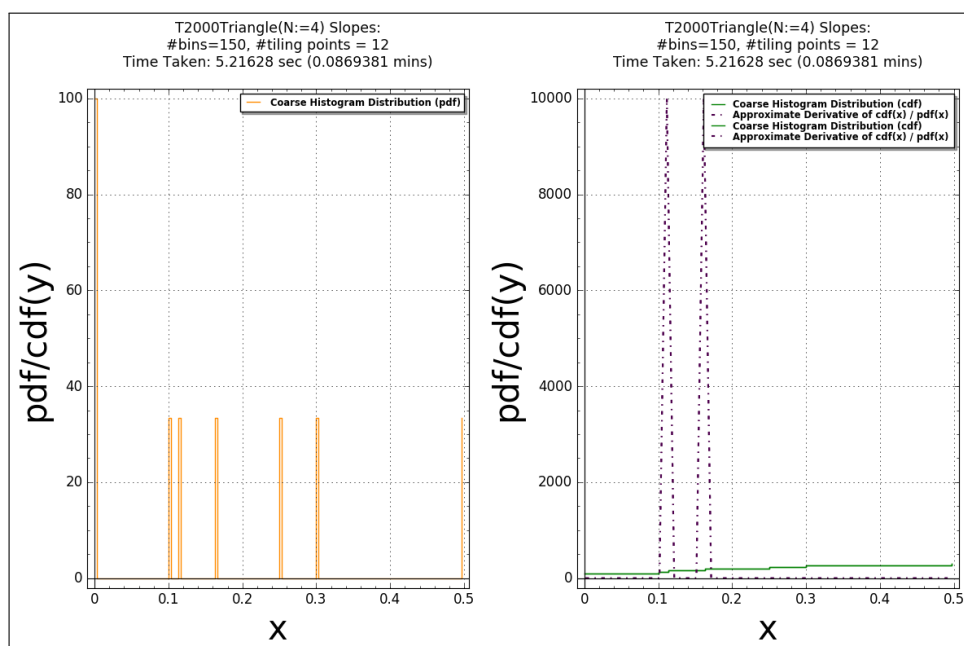 T2000Triangle(N:=4) Slopes:
#bins=150, #tiling points = 12
Time Taken: 5.21628 sec (0.0869381 mins)
Coarse Histogram Distribution (pdf)
pdf/cdf(y)
100
80
60
40
20
0
0
0.1
0.2
0.3
0.4
0.5
x
T2000Triangle(N:=4) Slopes:
#bins=150, #tiling points = 12
Time Taken: 5.21628 sec (0.0869381 mins)
Coarse Histogram Distribution (cdf)
Approximate Derivative of cdf(x) / pdf(x)
Coarse Histogram Distribution (cdf)
Approximate Derivative of cdf(x) / pdf(x)
pdf/cdf(y)
10000
8000
6000
4000
2000
0
0
0.1
0.2
0.3
0.4
0.5
x